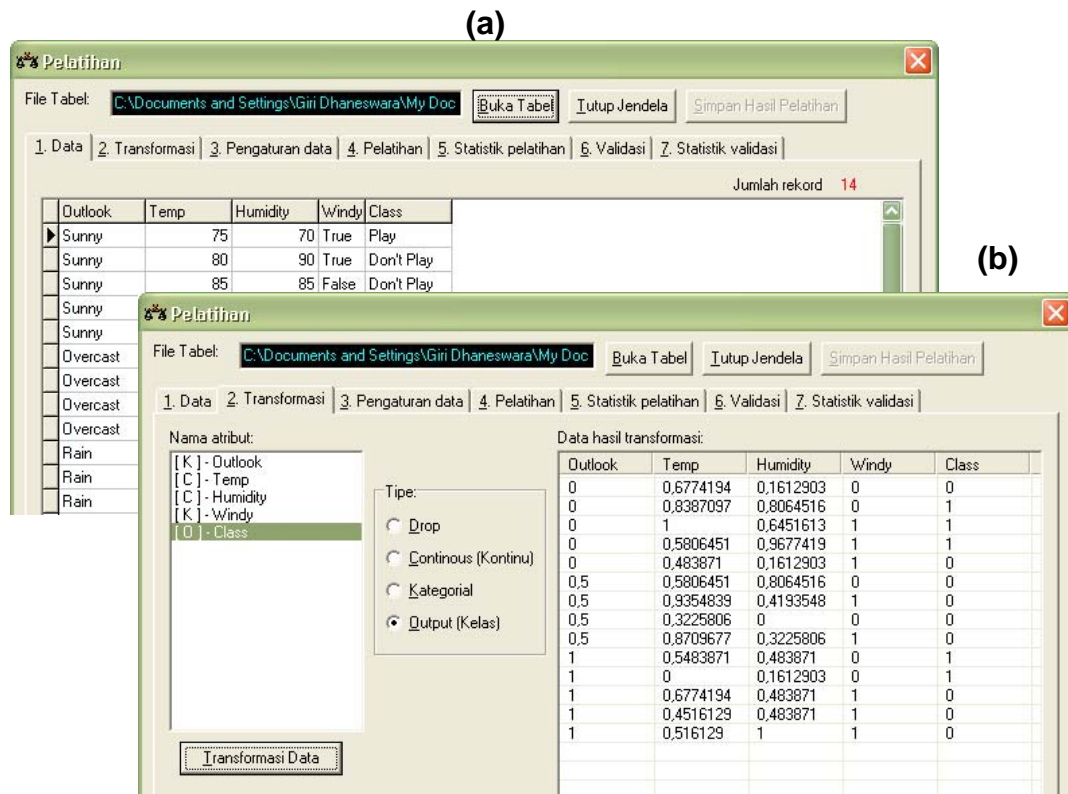 (a)
Pelatihan
File Tabel: C:\Documents and Settings\Giri Dhaneswara\My Doc Buka Tabel Tutup Jendela Simpan Hasil Pelatihan
1. Data 2. Transformasi 3. Pengaturan data 4. Pelatihan 5. Statistik pelatihan 6. Validasi 7. Statistik validasi
Jumlah rekord 14
Outlook Temp Humidity Windy Class
Sunny 75 70 True Play
Sunny 80 90 True Don't Play
Sunny 85 85 False Don't Play
Sunny
Sunny
Overcast
Overcast
Overcast
Overcast
Rain
Rain
Rain
(b)
Pelatihan
File Tabel: C:\Documents and Settings\Giri Dhaneswara\My Doc Buka Tabel Tutup Jendela Simpan Hasil Pelatihan
1. Data 2. Transformasi 3. Pengaturan data 4. Pelatihan 5. Statistik pelatihan 6. Validasi 7. Statistik validasi
Nama atribut:
[ K ] - Outlook
[ C ] - Temp
[ C ] - Humidity
[ K ] - Windy
[ O ] - Class
Tipe:
Drop
Continous (Kontinu)
Kategorial
Output (Kelas)
Transformasi Data
Data hasil transformasi:
Outlook Temp Humidity Windy Class
0 0,6774194 0,1612903 0 0
0 0,8387097 0,8064516 0 1
0 1 0,6451613 1 1
0 0,5806451 0,9677419 1 1
0 0,483871 0,1612903 1 0
0,5 0,5806451 0,8064516 0 0
0,5 0,9354839 0,4193548 1 0
0,5 0,3225806 0 0 0
0,5 0,8709677 0,3225806 1 0
1 0,5483871 0,483871 0 1
1 0 0,1612903 0 1
1 0,6774194 0,483871 1 0
1 0,4516129 0,483871 1 0
1 0,516129 1 1 0